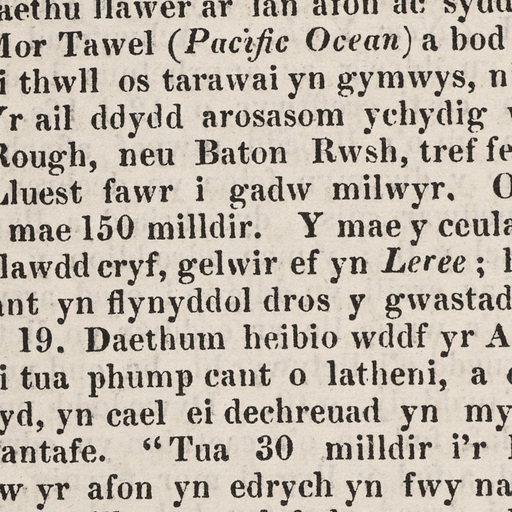 aethu llawer ar lan afon ac
Mor Tawel (Pacific Ocean) a bod
i thwll os tarawai yn gymwys, n
Yr ail ddydd arosasom ychydig
Rough, neu Baton Rwsh, tref fe
Lluest fawr i gadw milwyr. O
mae 150 milldir. Y mae y ceula
lawdd cryf, gelwir ef yn Leree;
nt yn flynyddol dros y gwastad
19. Daethum heibio wddf yr A
i tua phump cant o latheni, a
yd, yn cael ei dechreuad yn my
antafe. “Tua 30 milldir i’r
w yr afon yn edrych yn fwy na